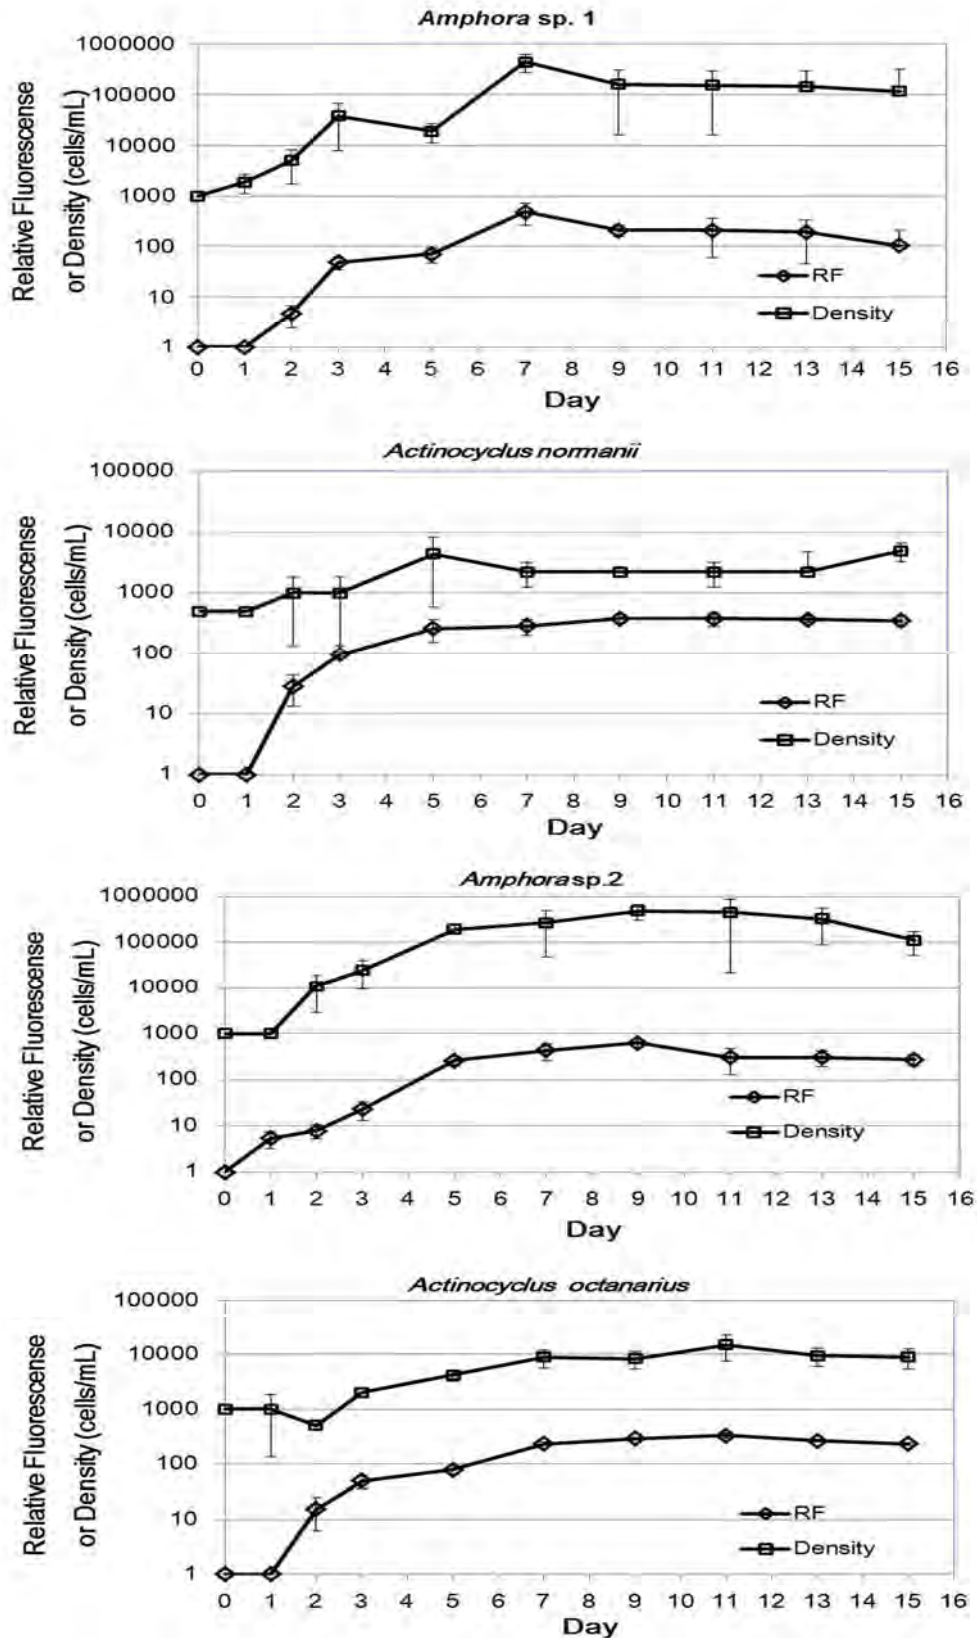 Amphora sp. 1
Relative Fluorescense
or Density (cells/mL)
1000000
100000
10000
1000
100
10
1
RF
Density
0 1 2 3 4 5 6 7 8 9 10 11 12 13 14 15 16
Day
Actinocyclus normanii
Relative Fluorescense
or Density (cells/mL)
100000
10000
1000
100
10
1
RF
Density
0 1 2 3 4 5 6 7 8 9 10 11 12 13 14 15 16
Day
Amphora sp.2
Relative Fluorescense
or Density (cells/mL)
1000000
100000
10000
1000
100
10
1
RF
Density
0 1 2 3 4 5 6 7 8 9 10 11 12 13 14 15 16
Day
Actinocyclus octanarius
Relative Fluorescense
or Density (cells/mL)
100000
10000
1000
100
10
1
RF
Density
0 1 2 3 4 5 6 7 8 9 10 11 12 13 14 15 16
Day